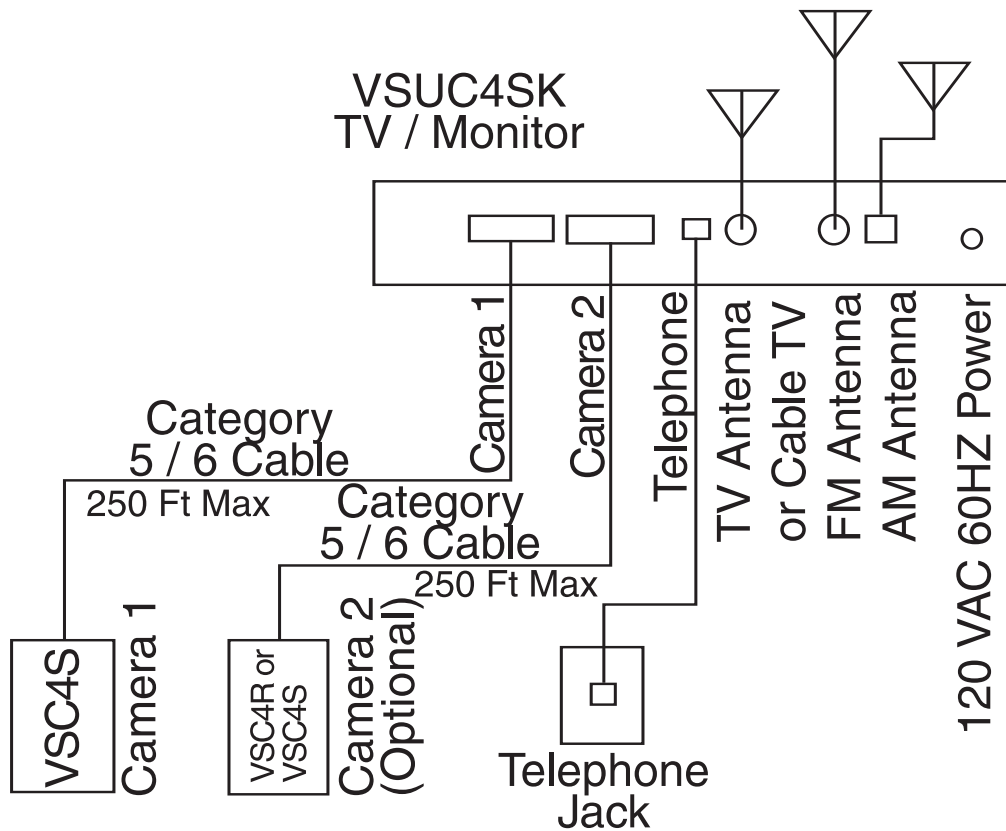 VSUC4SK
TV / Monitor
Camera 1
Camera 2
Telephone
TV Antenna
or Cable TV
FM Antenna
AM Antenna
120 VAC 60HZ Power
Category
5 / 6 Cable
250 Ft Max
Category
5 / 6 Cable
250 Ft Max
VSC4S
Camera 1
VSC4R or
VSC4S
Camera 2
(Optional)
Telephone
Jack